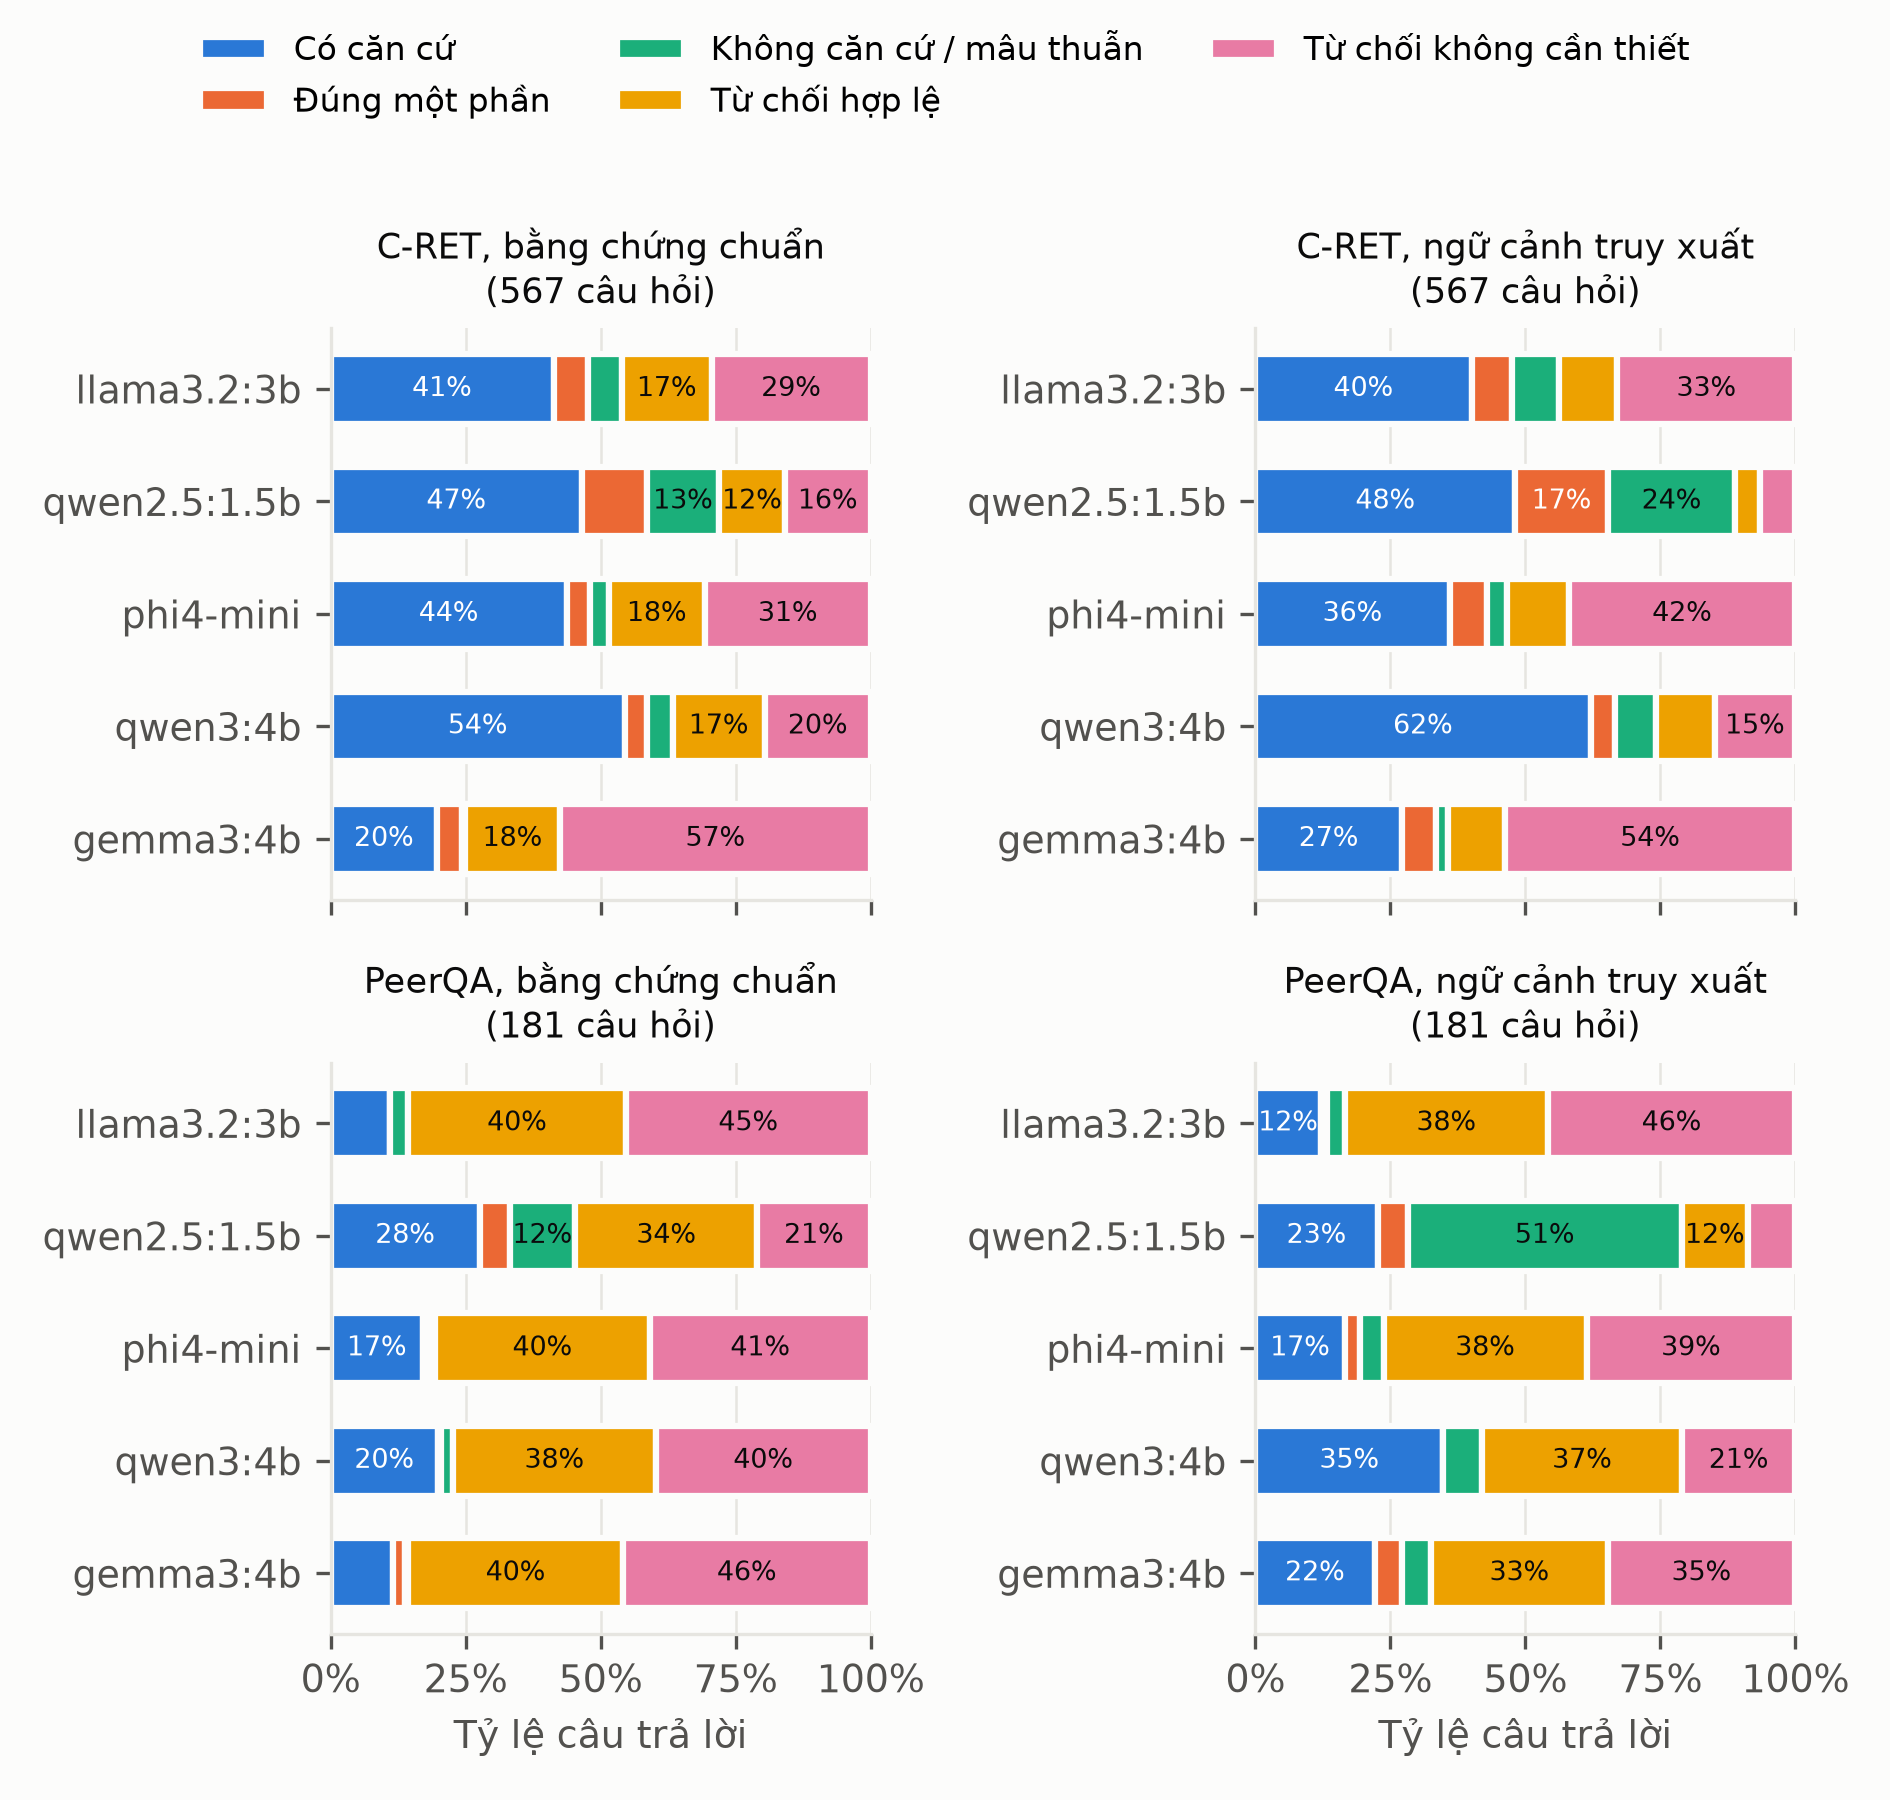 Có căn cứ
Không căn cứ / mâu thuẫn
Từ chối không cần thiết
Đúng một phần
Từ chối hợp lệ
C-RET, bằng chứng chuẩn
(567 câu hỏi)
llama3.2:3b
41%
17%
29%
qwen2.5:1.5b
47%
13%
12%
16%
phi4-mini
44%
18%
31%
qwen3:4b
54%
17%
20%
gemma3:4b
20%
18%
57%
C-RET, ngữ cảnh truy xuất
(567 câu hỏi)
llama3.2:3b
40%
33%
qwen2.5:1.5b
48%
17%
24%
phi4-mini
36%
42%
qwen3:4b
62%
15%
gemma3:4b
27%
54%
PeerQA, bằng chứng chuẩn
(181 câu hỏi)
llama3.2:3b
40%
45%
qwen2.5:1.5b
28%
12%
34%
21%
phi4-mini
17%
40%
41%
qwen3:4b
20%
38%
40%
gemma3:4b
40%
46%
0%
25%
50%
75%
100%
Tỷ lệ câu trả lời
PeerQA, ngữ cảnh truy xuất
(181 câu hỏi)
llama3.2:3b
12%
38%
46%
qwen2.5:1.5b
23%
51%
12%
phi4-mini
17%
38%
39%
qwen3:4b
35%
37%
21%
gemma3:4b
22%
33%
35%
0%
25%
50%
75%
100%
Tỷ lệ câu trả lời